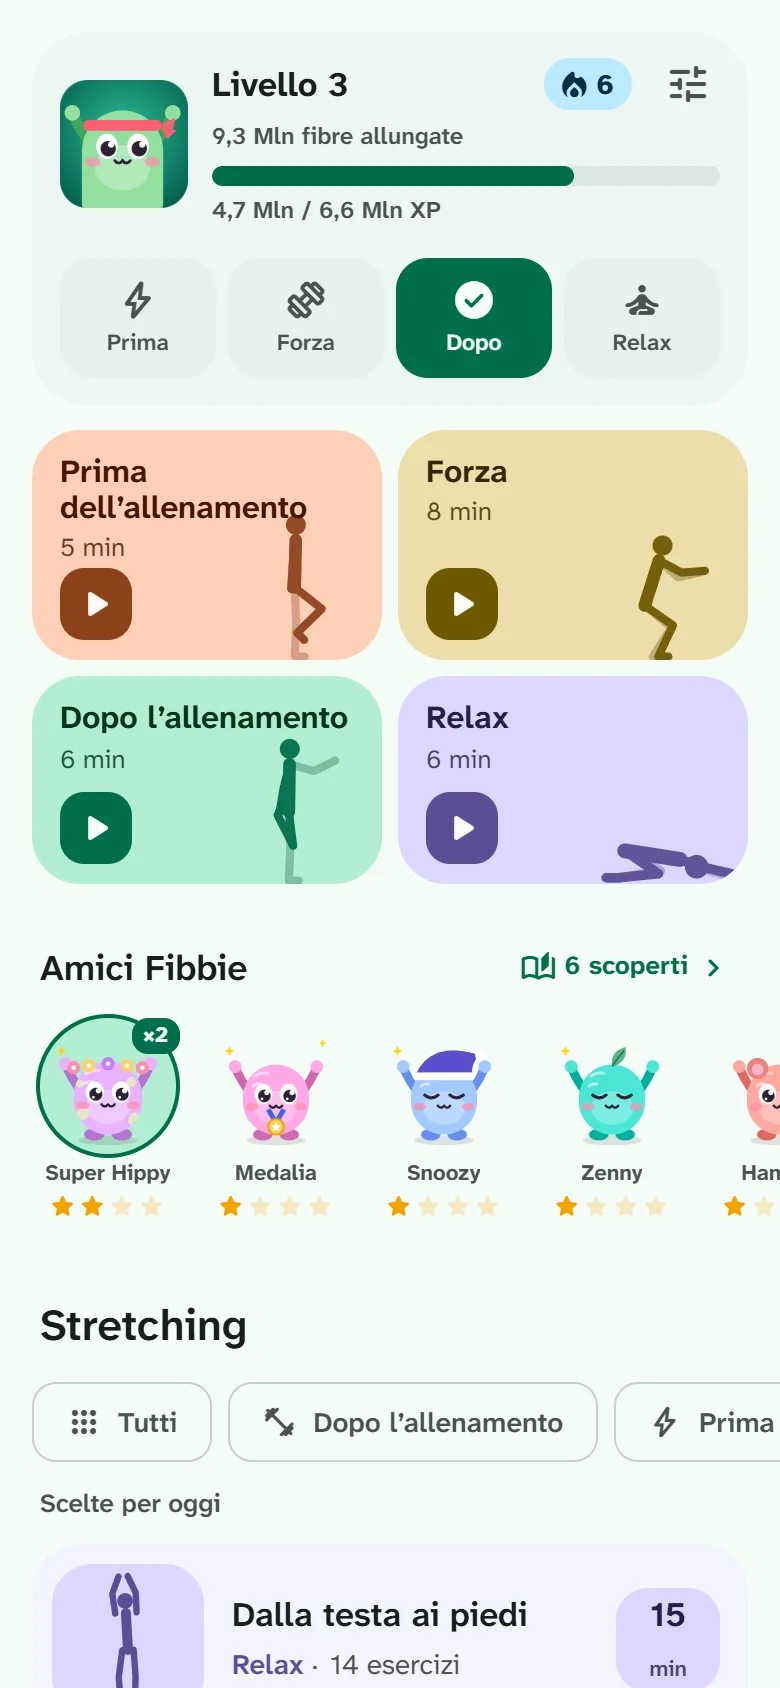 Livello 3
6
9,3 Mln fibre allungate
4,7 Mln / 6,6 Mln XP
Prima
Forza
Dopo
Relax
Prima
dell’allenamento
5 min
Forza
8 min
Dopo l’allenamento
6 min
Relax
6 min
Amici Fibbie
6 scoperti
×2
Super Hippy
Medalia
Snoozy
Zenny
Han
Stretching
Tutti
Dopo l’allenamento
Prima
Scelte per oggi
Dalla testa ai piedi
Relax · 14 esercizi
15
min